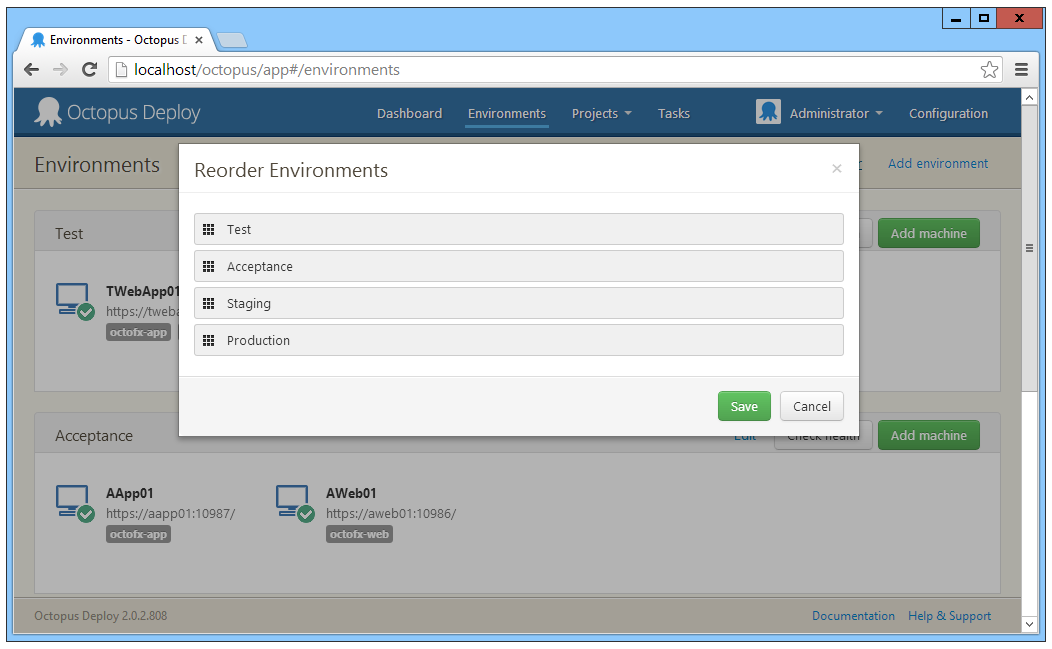 Environments - Octopus D
localhost/octopus/app#/environments
Octopus Deploy Dashboard Environments Projects Tasks Administrator Configuration
Environments Add environment
Reorder Environments
Test
Acceptance
Staging
Production
Save Cancel
Test Add machine
TWebApp01
https://tweba
octofx-app
Acceptance Edit Check health Add machine
AApp01 AWeb01
https://aapp01:10987/ https://aweb01:10986/
octofx-app octofx-web
Octopus Deploy 2.0.2.808 Documentation Help & Support